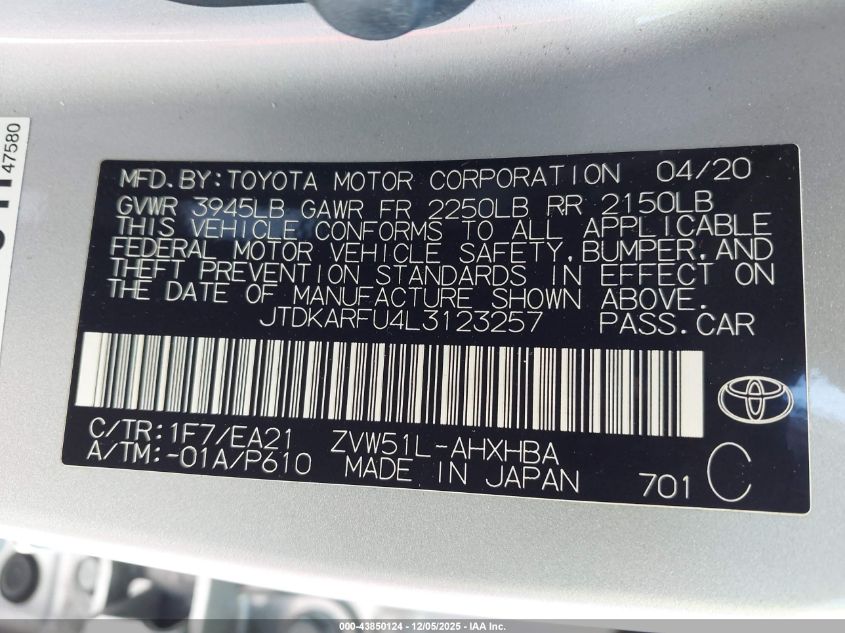 47580
MFD.BY:TOYOTA MOTOR CORPORATION 04/20
GVWR 3945LB GAWR FR 2250LB RR 2150LB
THIS VEHICLE CONFORMS TO ALL APPLICABLE
FEDERAL MOTOR VEHICLE SAFETY,BUMPER,AND
THEFT PREVENTION STANDARDS IN EFFECT ON
THE DATE OF MANUFACTURE SHOWN ABOVE.
JTDKARFU4L3123257 PASS.CAR
C/TR:1F7/EA21 ZVW51L-AHXHBA
A/TM:-01A/P610 MADE IN JAPAN 701 C
000-43850124 - 12/05/2025 - IAA Inc.